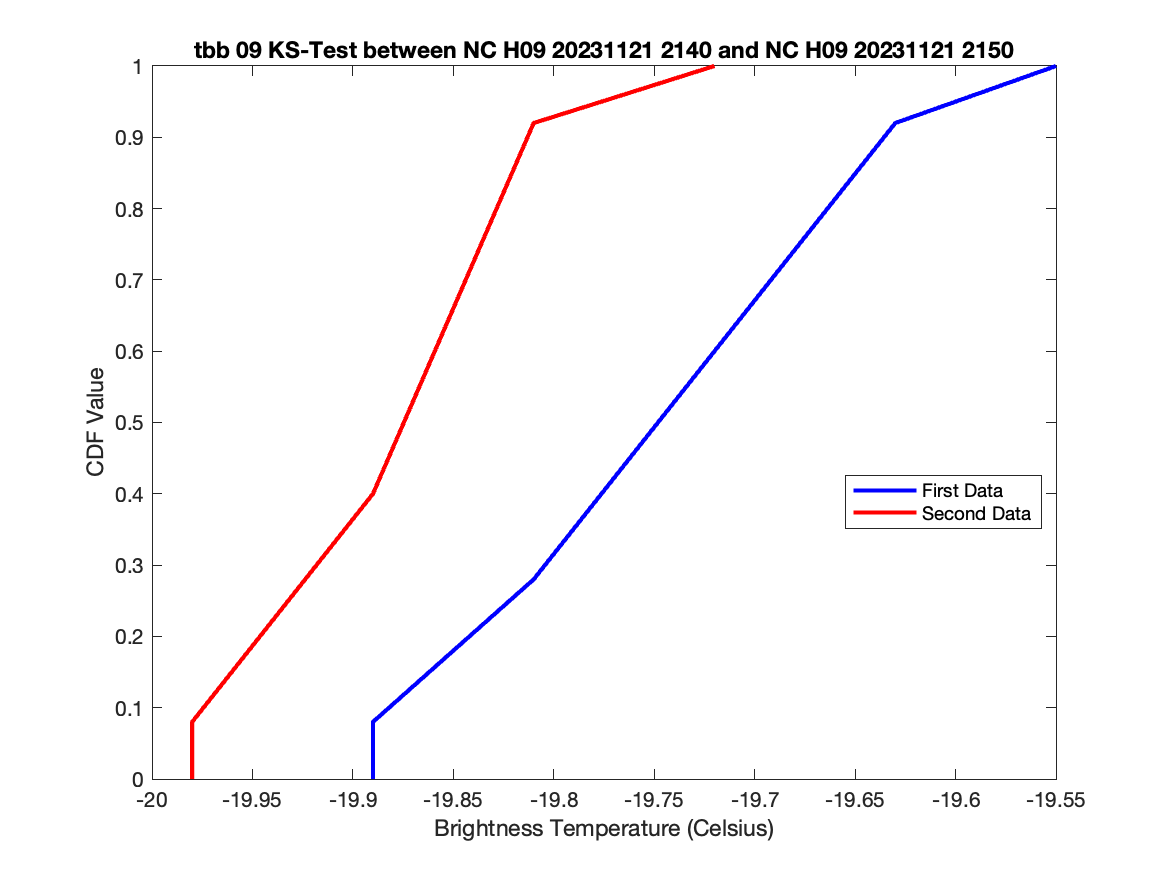 tbb 09 KS-Test between NC H09 20231121 2140 and NC H09 20231121 2150
1
0.9
0.8
0.7
0.6
0.5
0.4
0.3
0.2
0.1
0
CDF Value
First Data
Second Data
-20 -19.95 -19.9 -19.85 -19.8 -19.75 -19.7 -19.65 -19.6 -19.55
Brightness Temperature (Celsius)